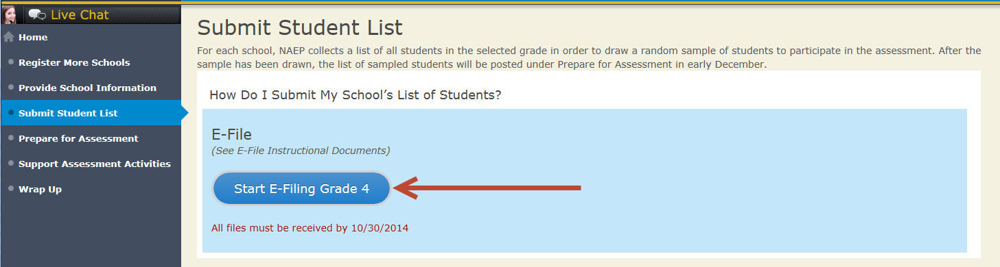 Live Chat
Home
Register More Schools
Provide School Information
Submit Student List
Prepare for Assessment
Support Assessment Activities
Wrap Up
Submit Student List
For each school, NAEP collects a list of all students in the selected grade in order to draw a random sample of students to participate in the assessment. After the
sample has been drawn, the list of sampled students will be posted under Prepare for Assessment in early December.
How Do I Submit My School’s List of Students?
E-File
(See E-File Instructional Documents)
Start E-Filing Grade 4
All files must be received by 10/30/2014